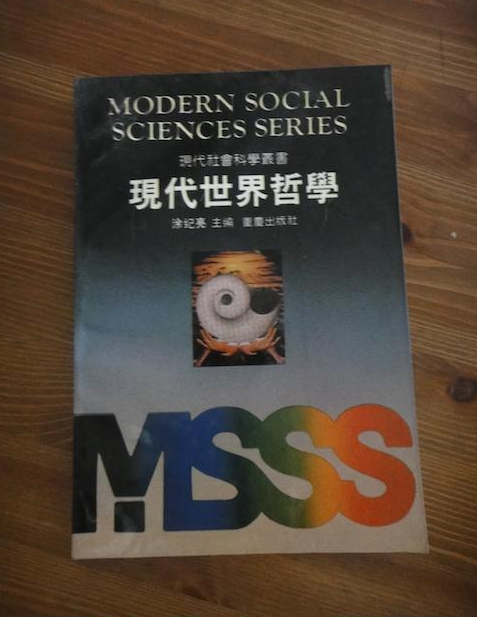 MODERN SOCIAL
SCIENCES SERIES
現代社會科學叢書
現代世界哲學
涂纪亮 主编 重慶出版社
MSSS